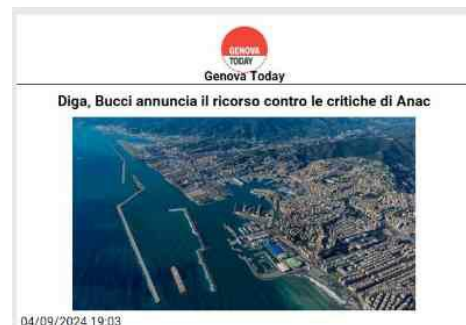 GENOVA
TODAY
Genova Today
Diga, Bucci annuncia il ricorso contro le critiche di Anac
04/09/2024 19:03